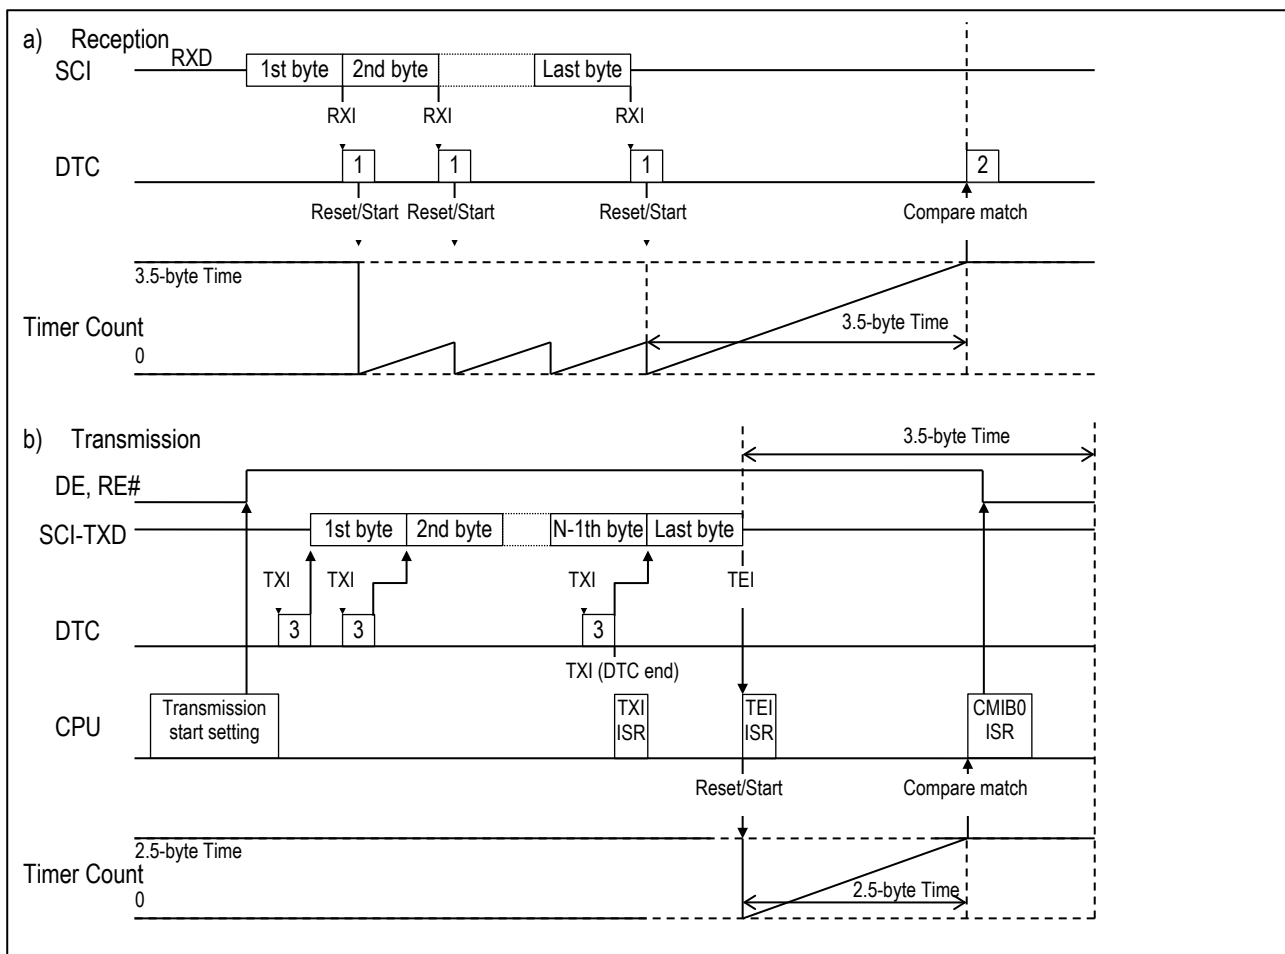 a) Reception
SCI RXD 1st byte 2nd byte Last byte
RXI RXI RXI
DTC 1 1 1 2
Reset/Start Reset/Start Reset/Start Compare match
3.5-byte Time
Timer Count 3.5-byte Time
0
b) Transmission 3.5-byte Time
DE, RE#
SCI-TXD 1st byte 2nd byte N-1th byte Last byte
TXI TXI TXI TEI
DTC 3 3 3
TXI (DTC end)
Transmission TXI TEI CMIB0
CPU start setting ISR ISR ISR
Reset/Start Compare match
2.5-byte Time
Timer Count 2.5-byte Time
0